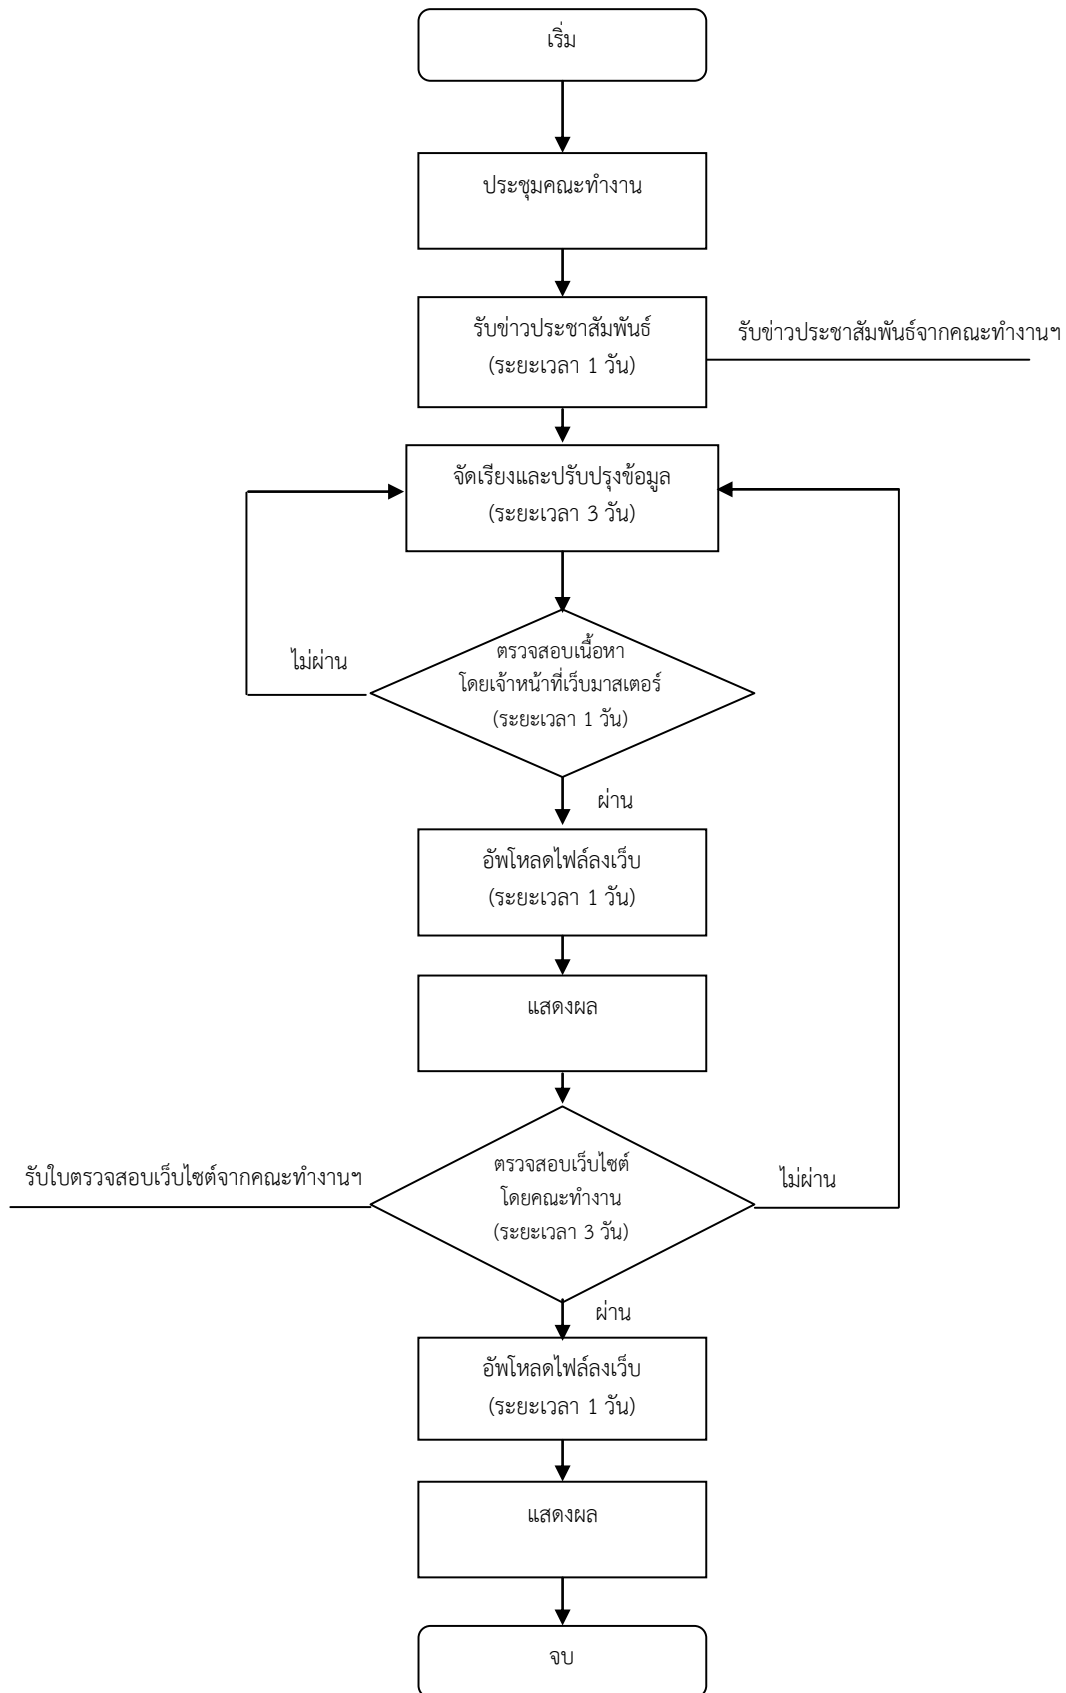 เริ่ม
ประชุมคณะทำงาน
รับข่าวประชาสัมพันธ์
(ระยะเวลา 1 วัน)
รับข่าวประชาสัมพันธ์จากคณะทำงานฯ
จัดเรียงและปรับปรุงข้อมูล
(ระยะเวลา 3 วัน)
ตรวจสอบเนื้อหา
โดยเจ้าหน้าที่เว็บมาสเตอร์
(ระยะเวลา 1 วัน)
ไม่ผ่าน
ผ่าน
อัพโหลดไฟล์ลงเว็บ
(ระยะเวลา 1 วัน)
แสดงผล
รับใบตรวจสอบเว็บไซต์จากคณะทำงานฯ
ตรวจสอบเว็บไซต์
โดยคณะทำงาน
(ระยะเวลา 3 วัน)
ไม่ผ่าน
ผ่าน
อัพโหลดไฟล์ลงเว็บ
(ระยะเวลา 1 วัน)
แสดงผล
จบ